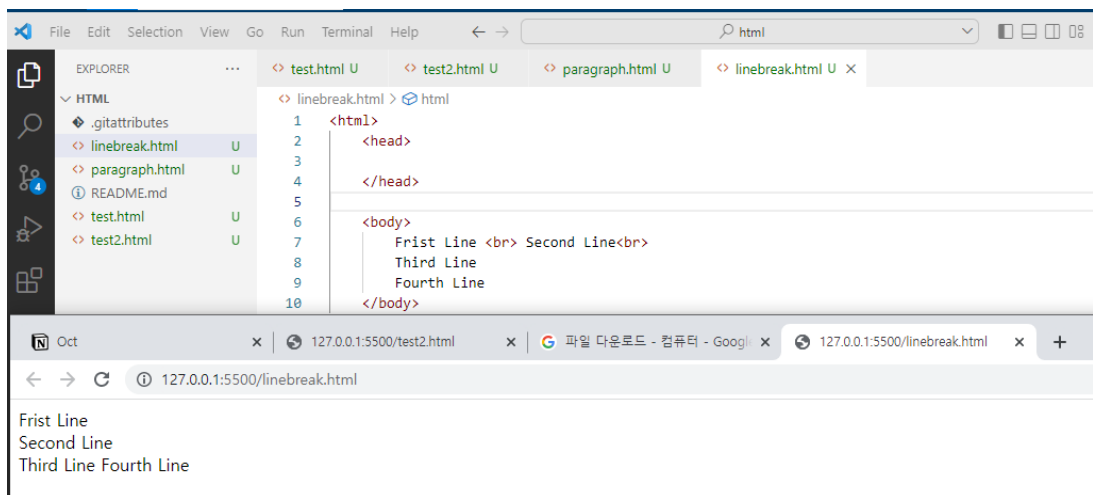 File Edit Selection View Go Run Terminal Help html
EXPLORER ... test.html U test2.html U paragraph.html U linebreak.html U
HTML
linebreak.html > html
.gitattributes
linebreak.html U
paragraph.html U
README.md
test.html U
test2.html U
4
1 <html>
2 <head>
3
4 </head>
5
6 <body>
7 Frist Line <br> Second Line<br>
8 Third Line
9 Fourth Line
10 </body>
Oct 127.0.0.1:5500/test2.html 파일 다운로드 - 컴퓨터 - Googl 127.0.0.1:5500/linebreak.html
127.0.0.1:5500/linebreak.html
Frist Line
Second Line
Third Line Fourth Line